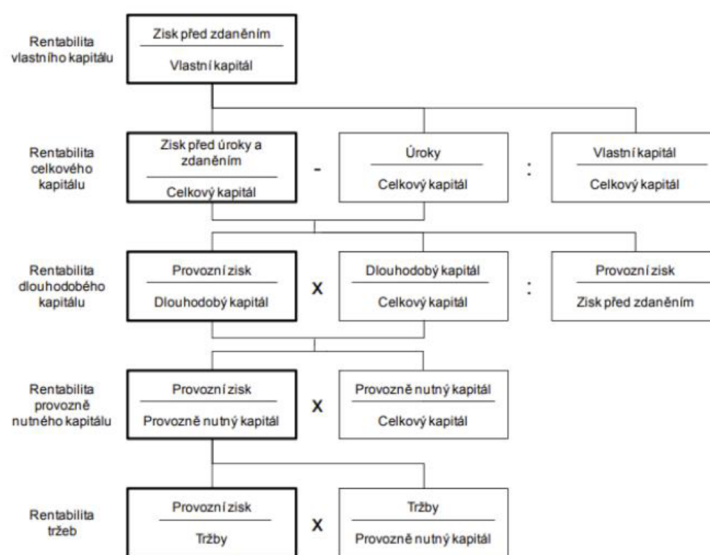 Rentabilita
vlastního kapitálu
Zisk před zdaněním
Vlastní kapitál
Rentabilita
celkového
kapitálu
Zisk před úroky a
zdaněním
Celkový kapitál
-
Úroky
Celkový kapitál
:
Vlastní kapitál
Celkový kapitál
Rentabilita
dlouhodobého
kapitálu
Provozní zisk
Dlouhodobý kapitál
x
Dlouhodobý kapitál
Celkový kapitál
:
Provozní zisk
Zisk před zdaněním
Rentabilita
provozně
nutného kapitálu
Provozní zisk
Provozně nutný kapitál
x
Provozně nutný kapitál
Celkový kapitál
Rentabilita
tržeb
Provozní zisk
Tržby
x
Tržby
Provozně nutný kapitál